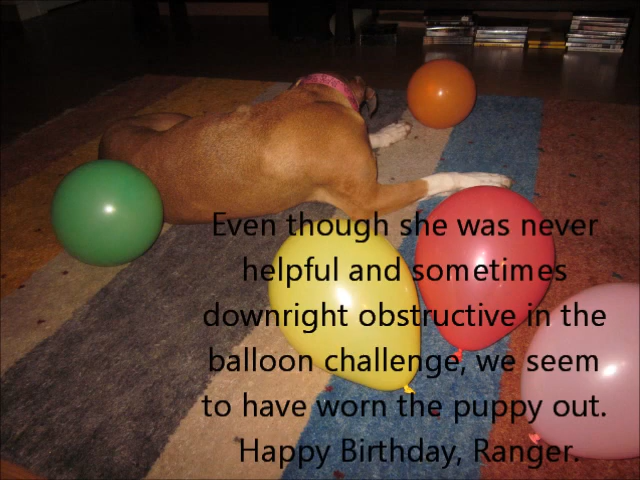 Even though she was never
helpful and sometimes
downright obstructive in the
balloon challenge, we seem
to have worn the puppy out.
Happy Birthday, Ranger.